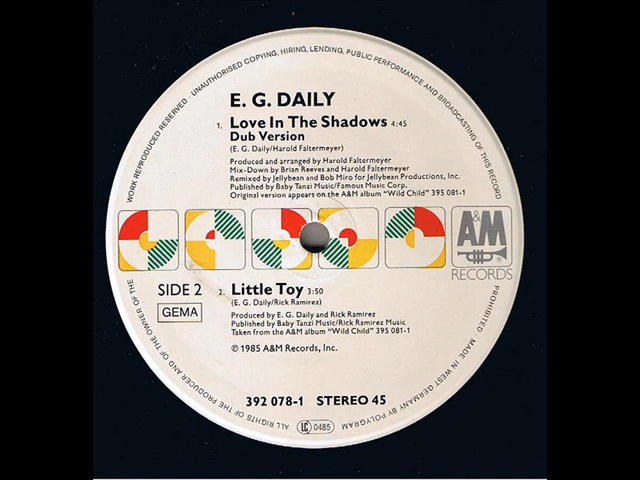 WORK REPRODUCED RESERVED · UNAUTHORISED COPYING, HIRING, LENDING, PUBLIC PERFORMANCE AND BROADCASTING OF THIS RECORD
E. G. DAILY
1. Love In The Shadows 4:45
Dub Version
(E. G. Daily/Harold Faltermeyer)
Produced and arranged by Harold Faltermeyer
Mix-Down by Brian Reeves and Harold Faltermeyer
Remixed by Jellybean and Bob Miro for Jellybean Productions, Inc.
Published by Baby Tanzi Music/Famous Music Corp.
Original version appears on the A&M album "Wild Child" 395 081-1
A&M
®
RECORDS
SIDE 2
GEMA
2. Little Toy 3:50
(E. G. Daily/Rick Ramirez)
Produced by E. G. Daily and Rick Ramirez
Published by Baby Tanzi Music/Rick Ramirez Music
Taken from the A&M album "Wild Child" 395 081-1
℗ 1985 A&M Records, Inc.
392 078-1 STEREO 45
LC 0485
PROHIBITED · MADE IN WEST GERMANY BY POLYGRAM
ALL RIGHTS OF THE PRODUCER AND OF THE OWNER OF THE